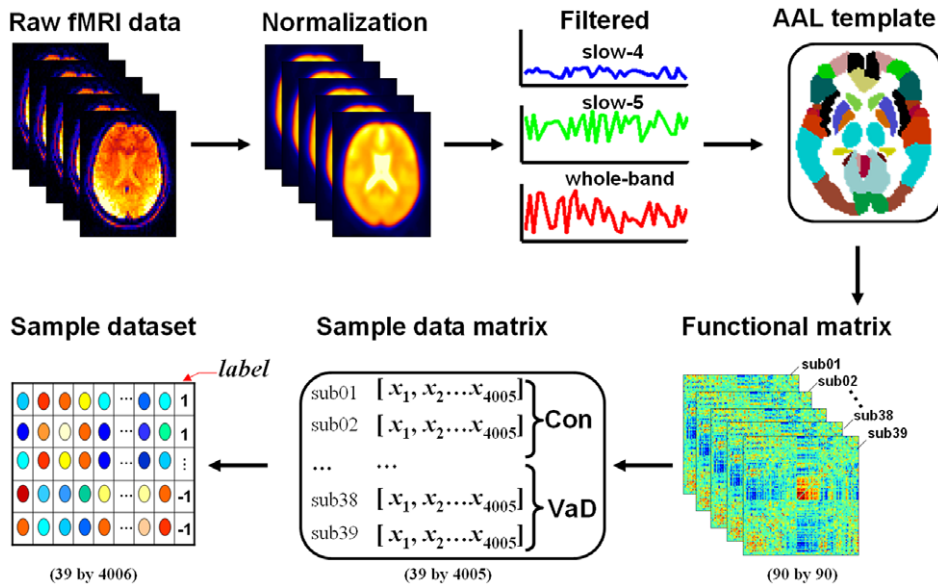 Raw fMRI data
Normalization
Filtered
AAL template
slow-4
slow-5
whole-band
Sample dataset
Sample data matrix
Functional matrix
label
1
1
⋮
-1
-1
...
...
...
...
...
sub01 [x1, x2...x4005]
sub02 [x1, x2...x4005]
Con
... ...
sub38 [x1, x2...x4005]
sub39 [x1, x2...x4005]
VaD
sub01
sub02
sub38
sub39
(39 by 4006)
(39 by 4005)
(90 by 90)